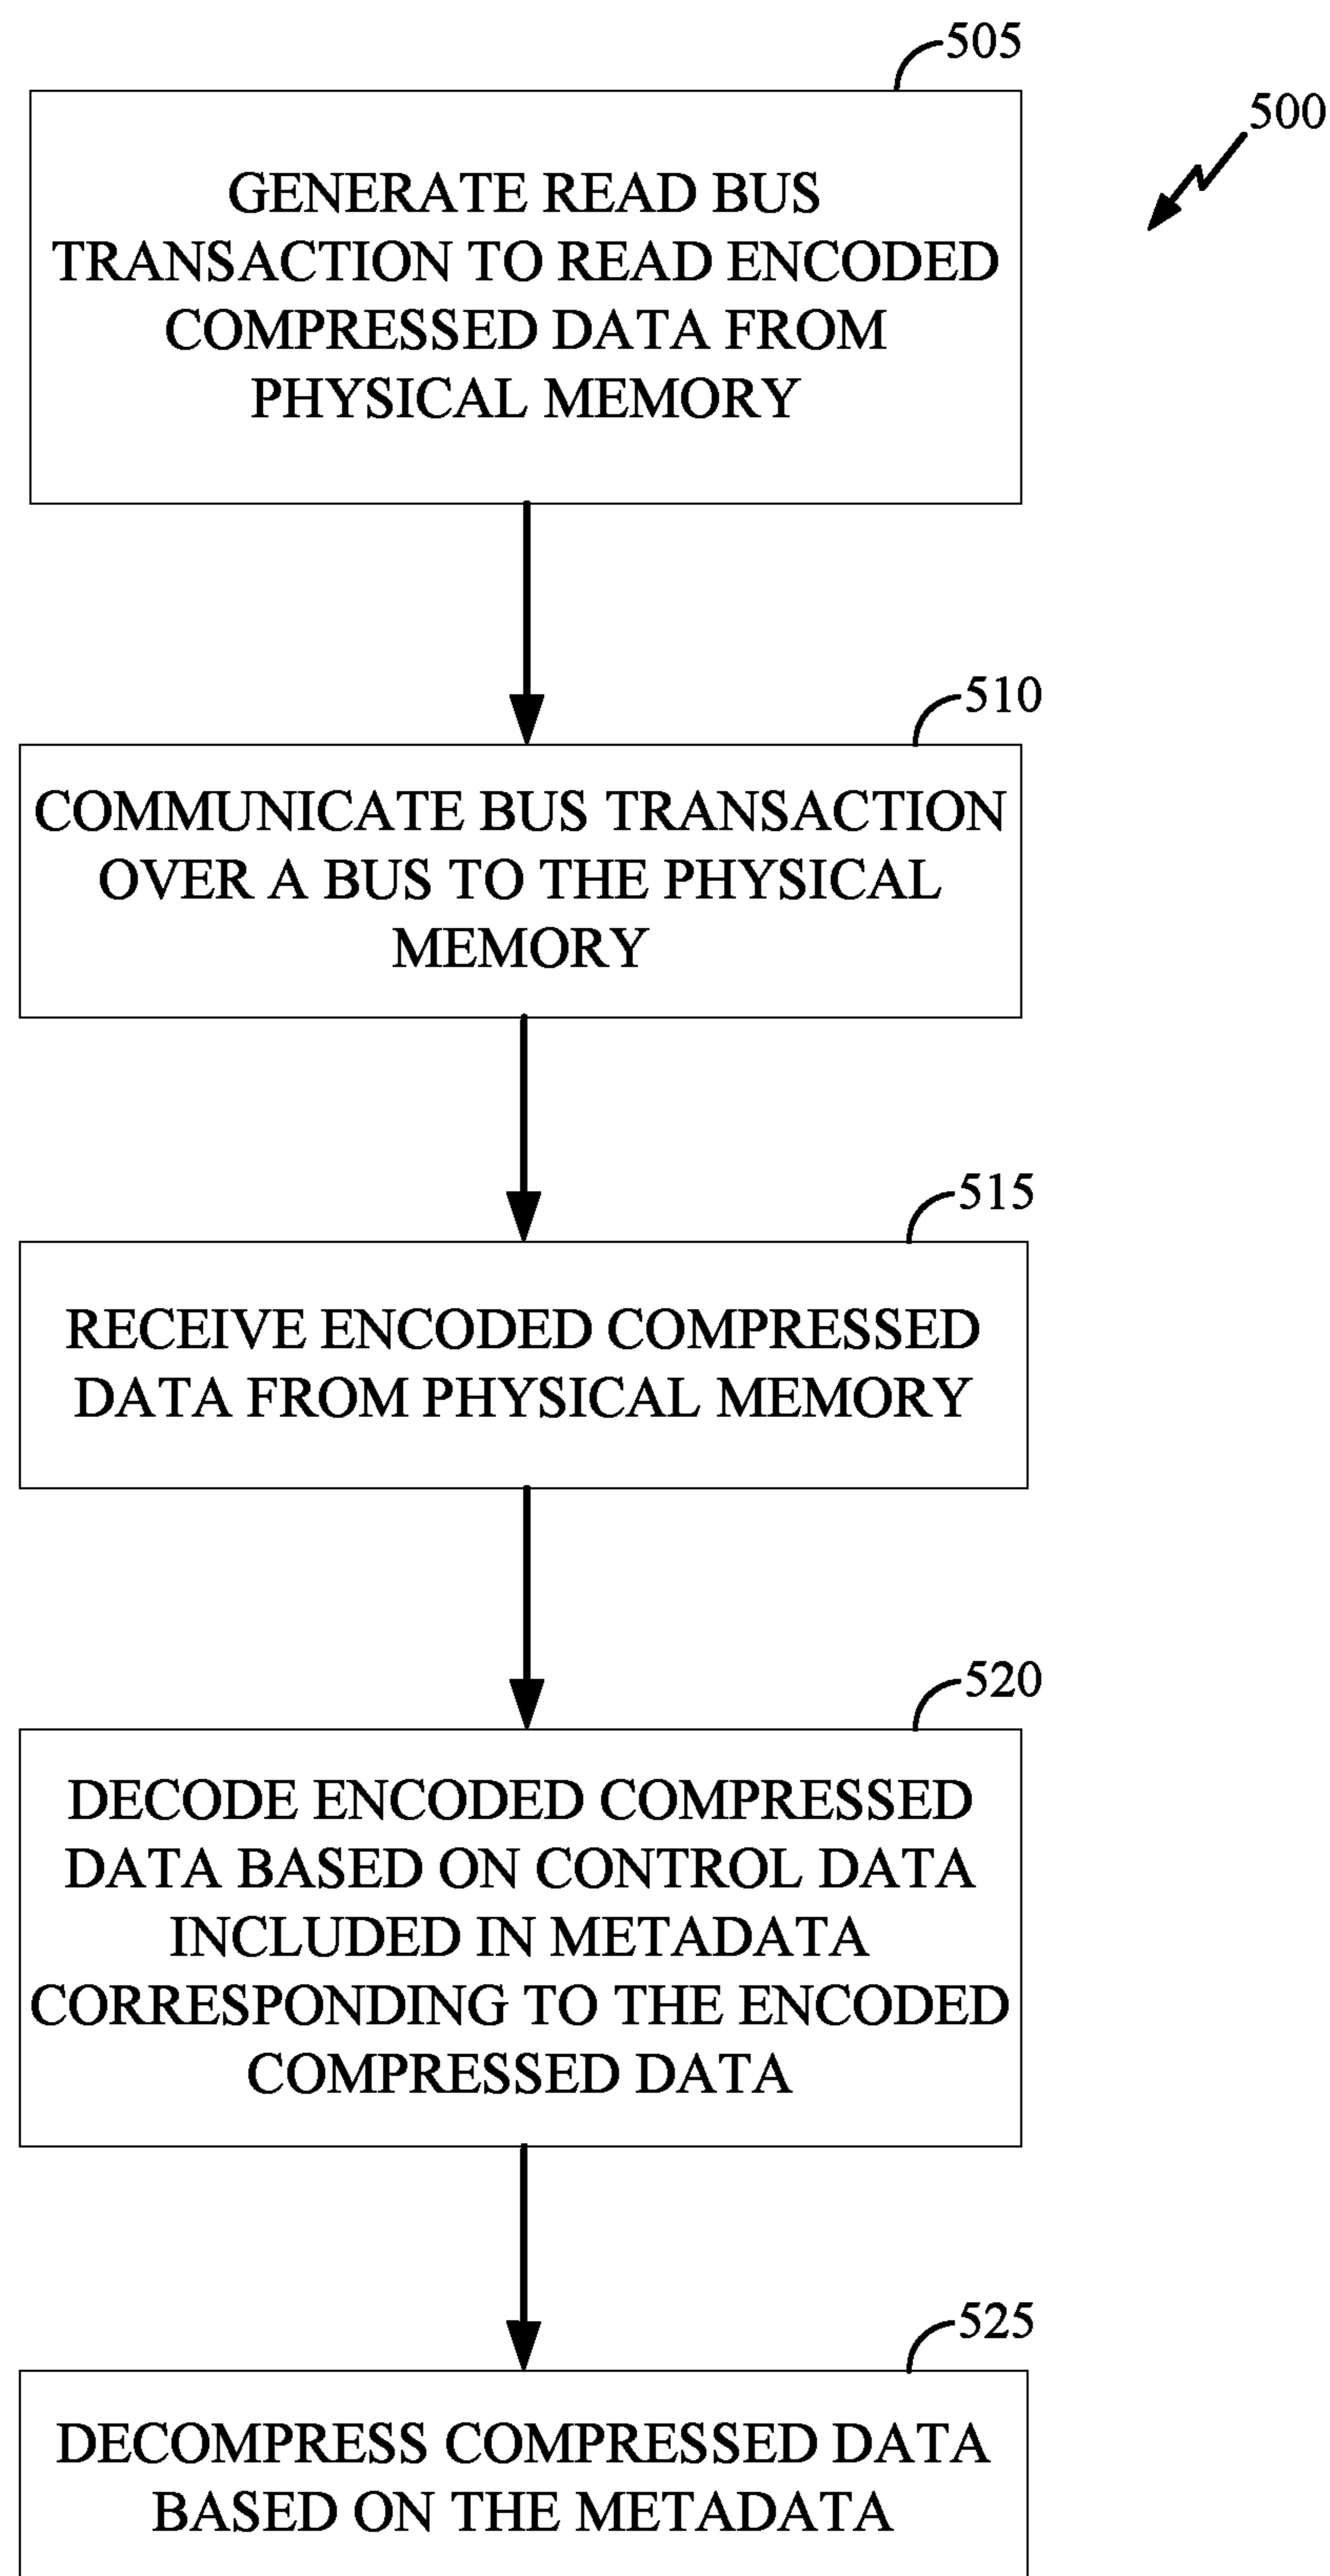 505
500
GENERATE READ BUS
TRANSACTION TO READ ENCODED
COMPRESSED DATA FROM
PHYSICAL MEMORY
510
COMMUNICATE BUS TRANSACTION
OVER A BUS TO THE PHYSICAL
MEMORY
515
RECEIVE ENCODED COMPRESSED
DATA FROM PHYSICAL MEMORY
520
DECODE ENCODED COMPRESSED
DATA BASED ON CONTROL DATA
INCLUDED IN METADATA
CORRESPONDING TO THE ENCODED
COMPRESSED DATA
525
DECOMPRESS COMPRESSED DATA
BASED ON THE METADATA